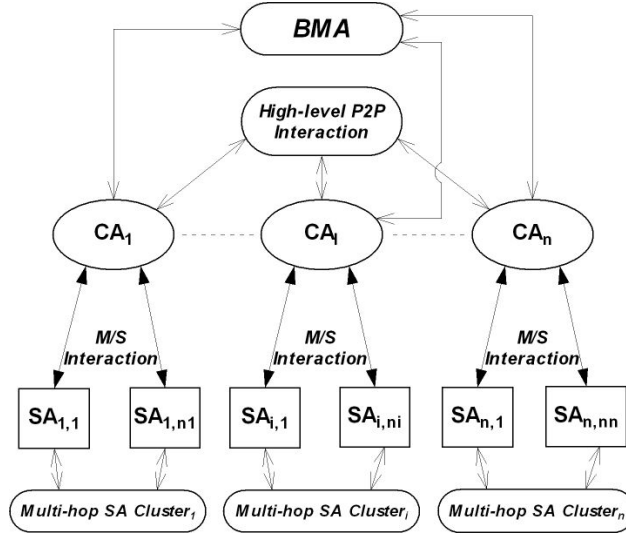 BMA
High-level P2P
Interaction
CA₁
CAᵢ
CAₙ
M/S
Interaction
M/S
Interaction
M/S
Interaction
SA₁,₁
SA₁,ₙ₁
SAᵢ,₁
SAᵢ,ₙᵢ
SAₙ,₁
SAₙ,ₙₙ
Multi-hop SA Cluster₁
Multi-hop SA Clusterᵢ
Multi-hop SA Clusterₙ